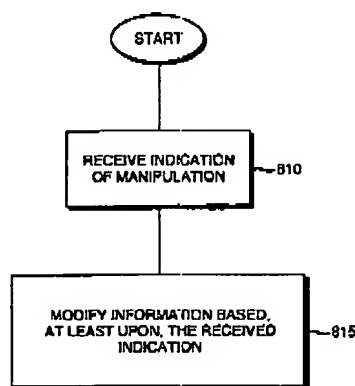 START
RECEIVE INDICATION
OF MANIPULATION
810
MODIFY INFORMATION BASED,
AT LEAST UPON, THE RECEIVED
INDICATION
815